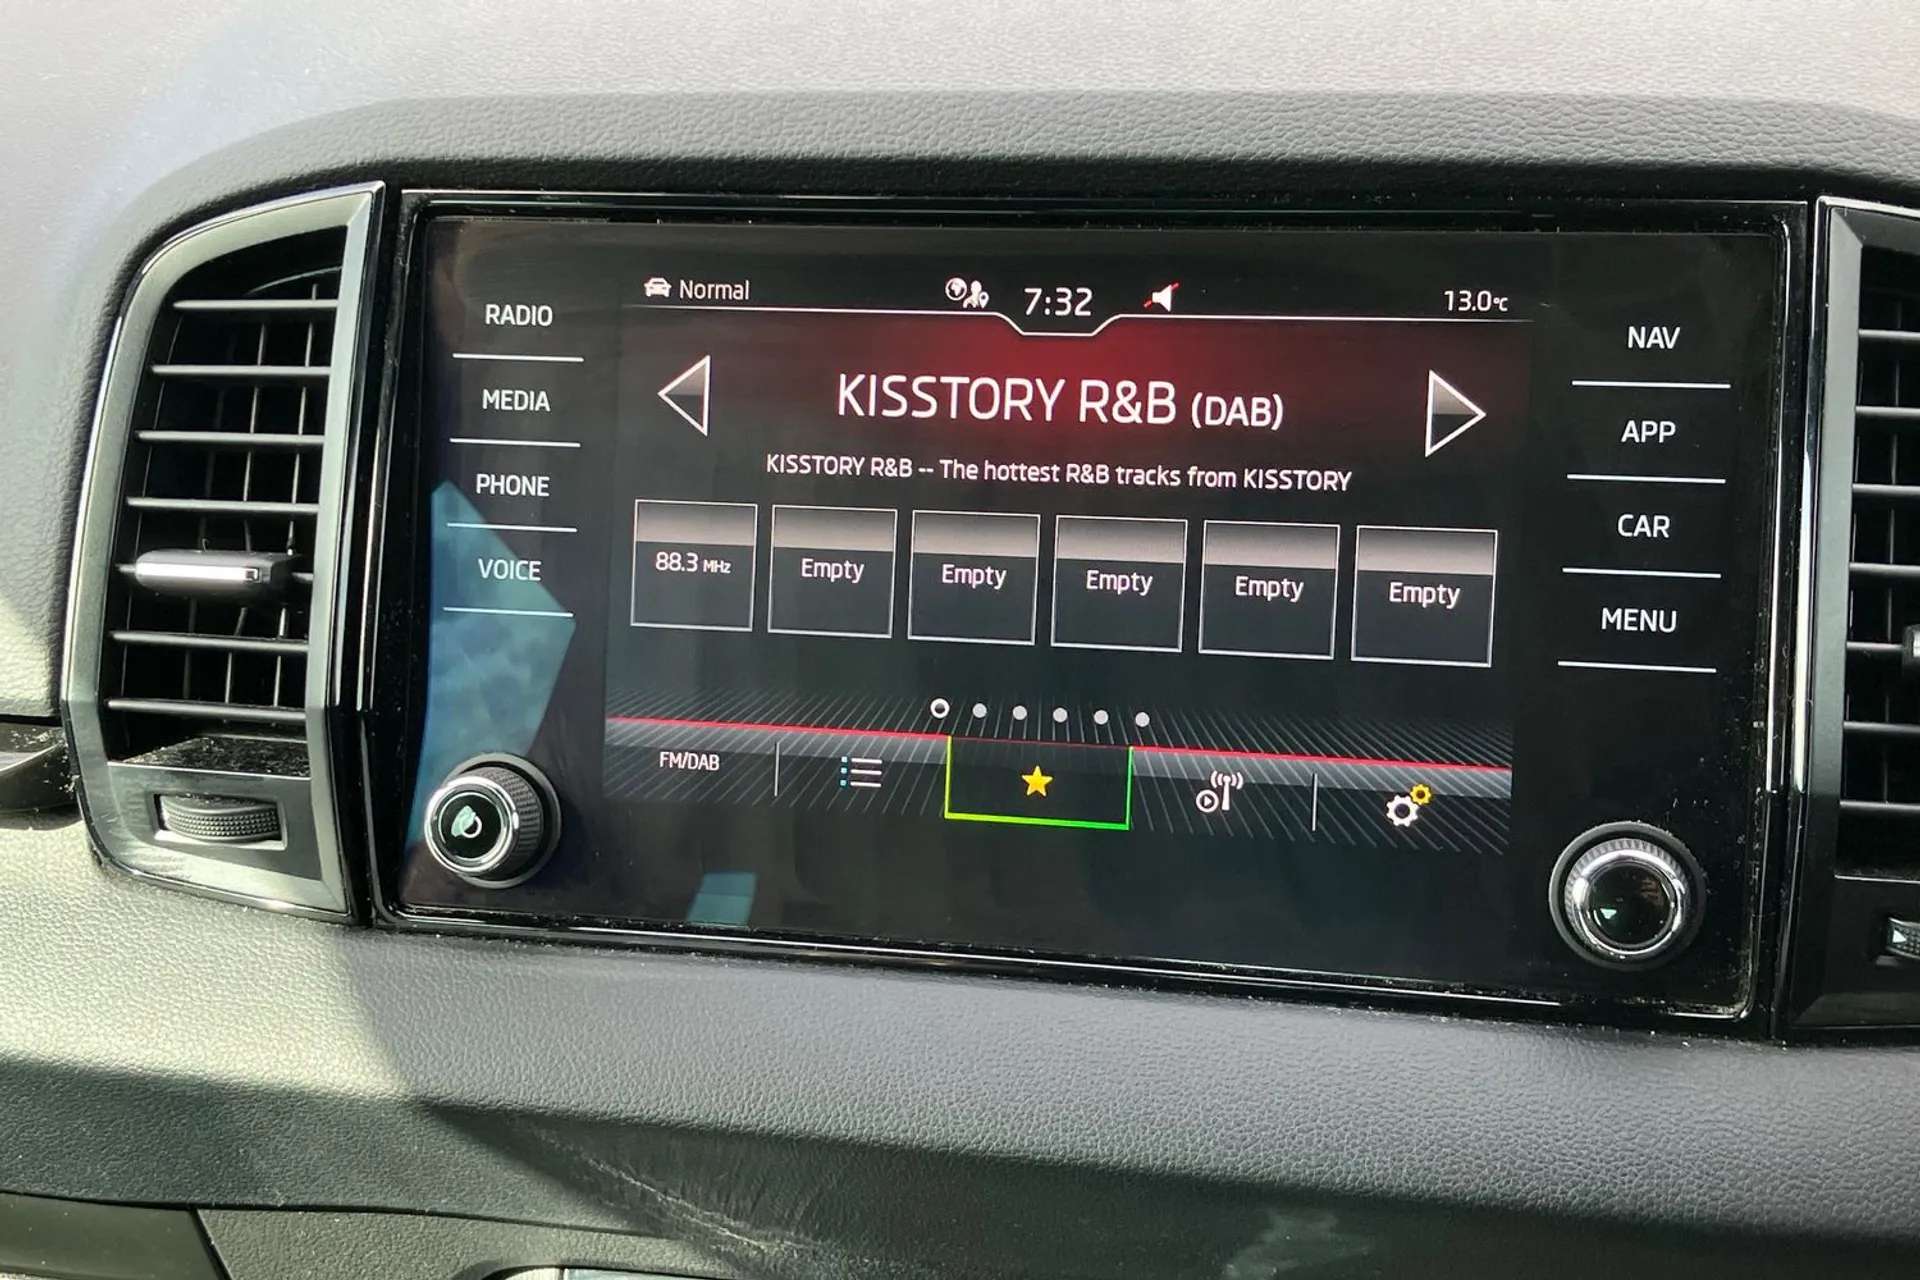 Normal
7:32
13.0°C
RADIO
MEDIA
PHONE
VOICE
KISSTORY R&B (DAB)
KISSTORY R&B -- The hottest R&B tracks from KISSTORY
88.3 MHz
Empty
Empty
Empty
Empty
Empty
FM/DAB
NAV
APP
CAR
MENU